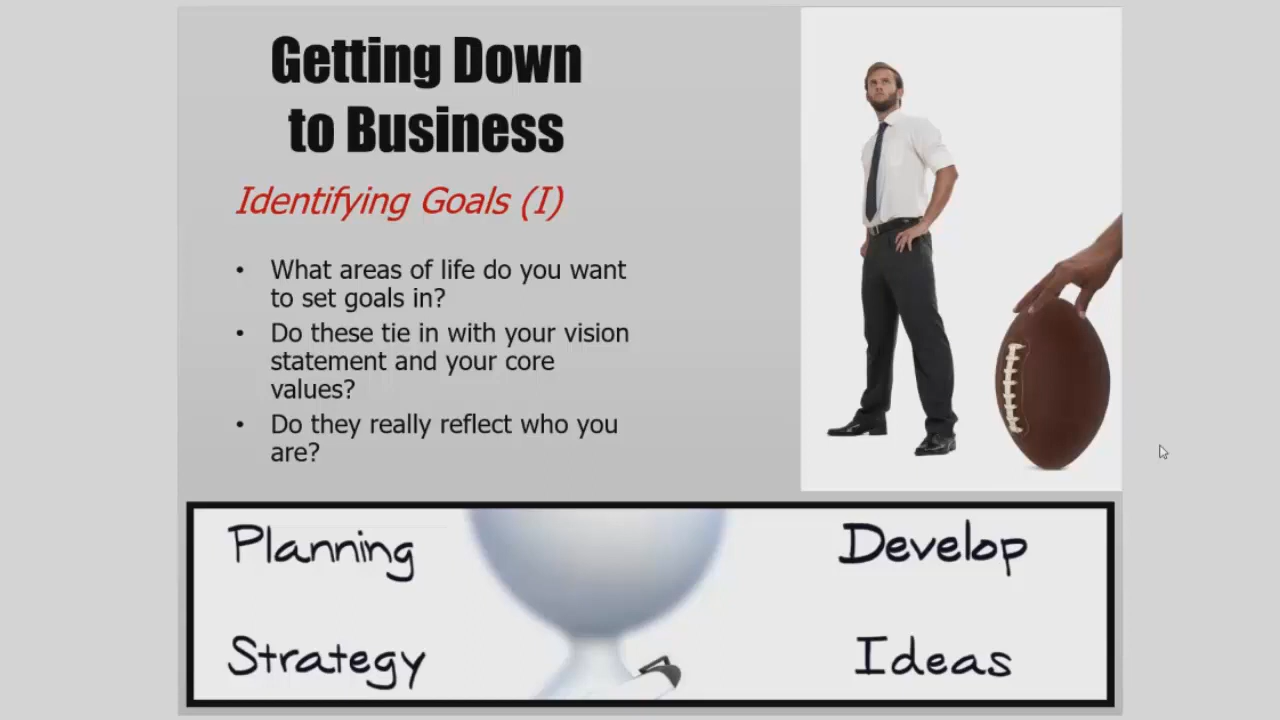 Getting Down
to Business
Identifying Goals (I)
• What areas of life do you want
to set goals in?
• Do these tie in with your vision
statement and your core
values?
• Do they really reflect who you
are?
Planning
Develop
Strategy
Ideas